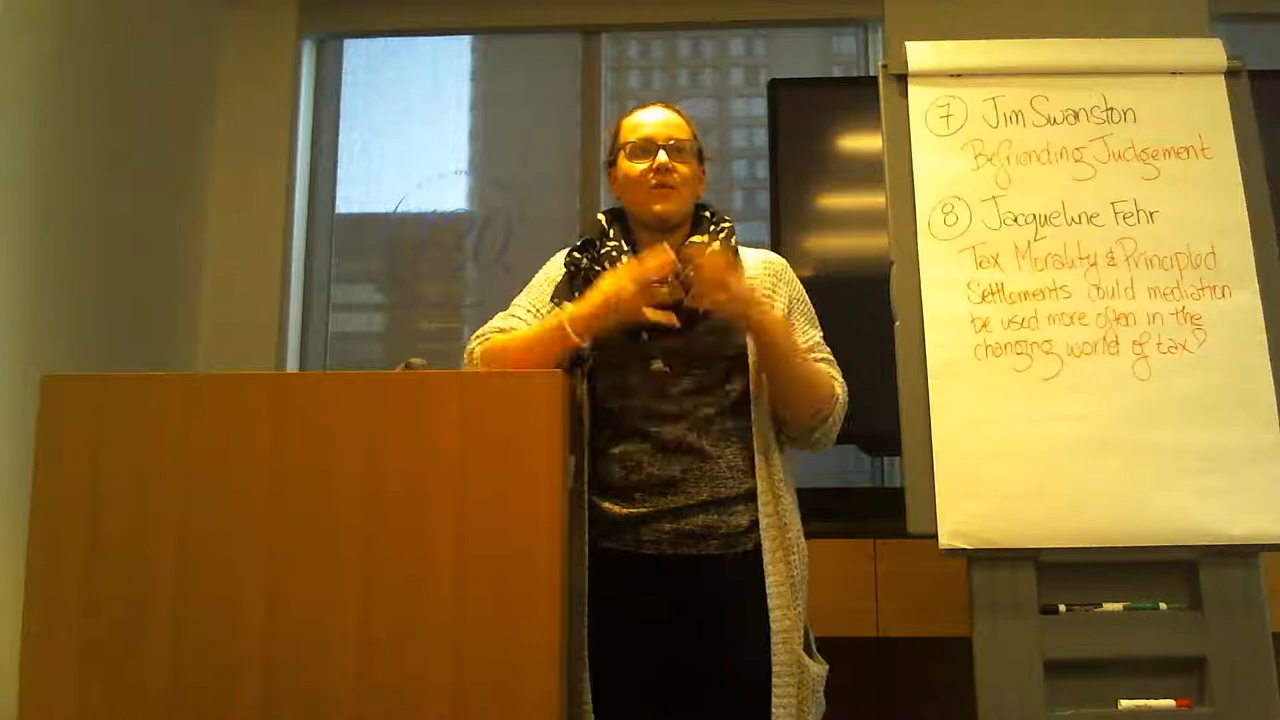 7 Jim Swanston
Befriending Judgement
8 Jacqueline Fehr
Tax Morality & Principled
Settlements could mediation
be used more often in the
changing world of tax?